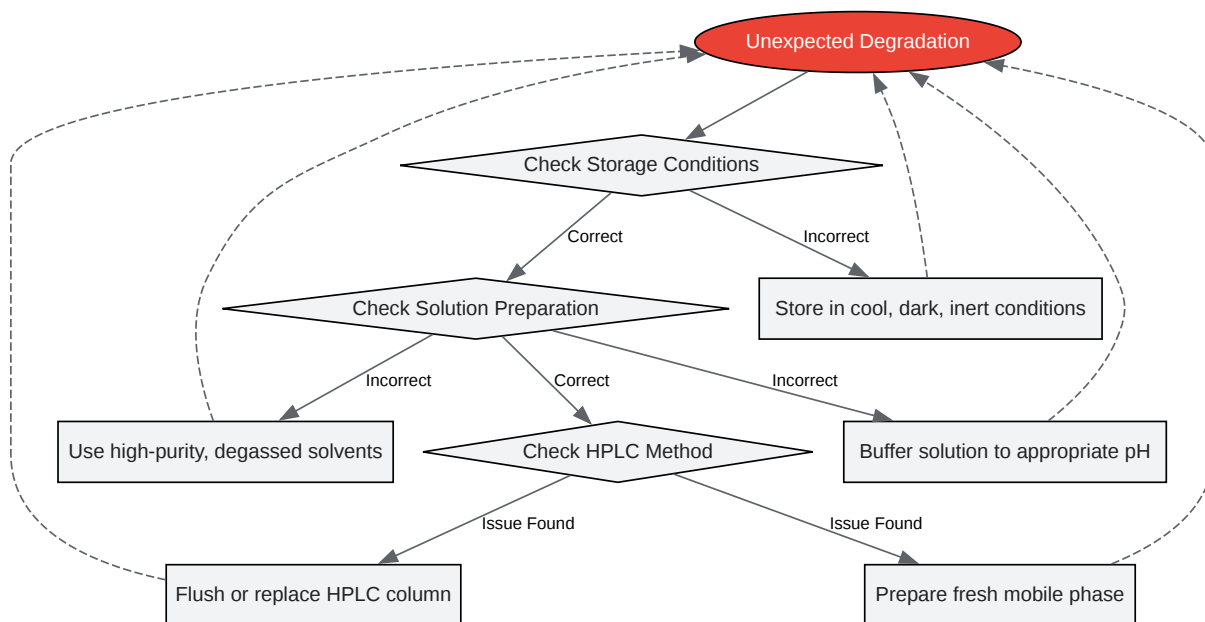 Unexpected Degradation
Check Storage Conditions
Correct
Incorrect
Check Solution Preparation
Store in cool, dark, inert conditions
Incorrect
Correct
Incorrect
Use high-purity, degassed solvents
Check HPLC Method
Buffer solution to appropriate pH
Issue Found
Issue Found
Flush or replace HPLC column
Prepare fresh mobile phase